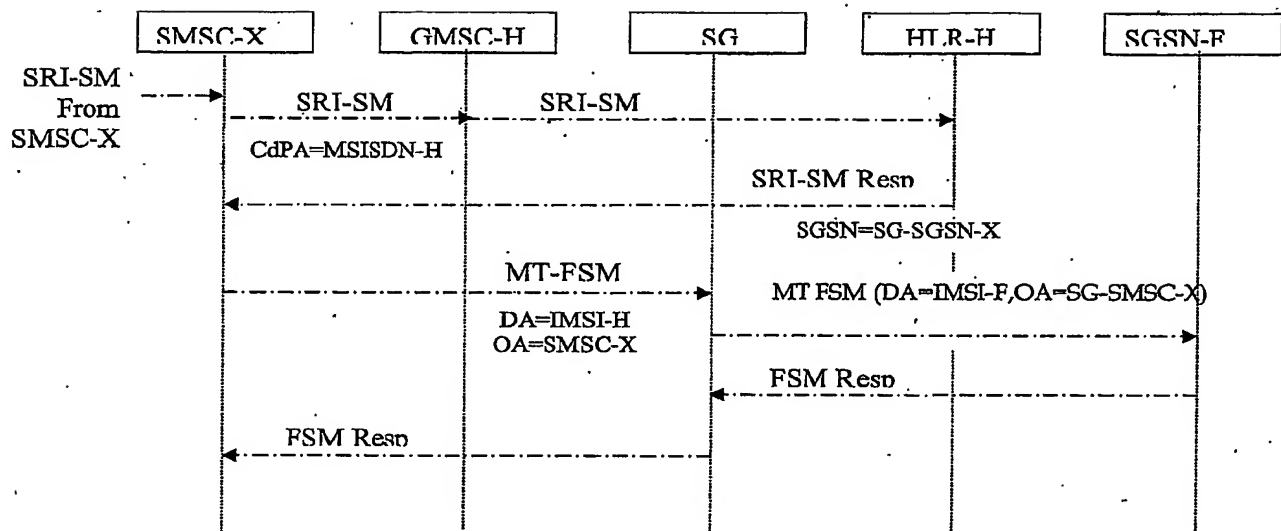 SMSC-X GMSC-H SG HLR-H SGSN-F
SRI-SM
From
SMSC-X
SRI-SM SRI-SM
CdPA=MSISDN-H
SRI-SM Resp
SGSN=SG-SGSN-X
MT-FSM
MT FSM (DA=IMSI-F,OA=SG-SMSC-X)
DA=IMSI-H
OA=SMSC-X
FSM Resp
FSM Resp